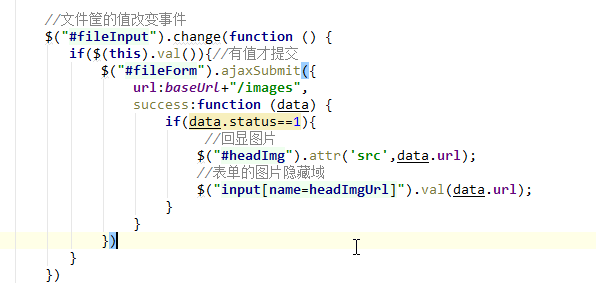 //文件筐的值改变事件
$("#fileInput").change(function () {
if($(this).val()){//有值才提交
$("#fileForm").ajaxSubmit({
url:baseUrl+"/images",
success:function (data) {
if(data.status==1){
//回显图片
$("#headImg").attr('src',data.url);
//表单的图片隐藏域
$("input[name=headImgUrl]").val(data.url);
}
}
})
}
})